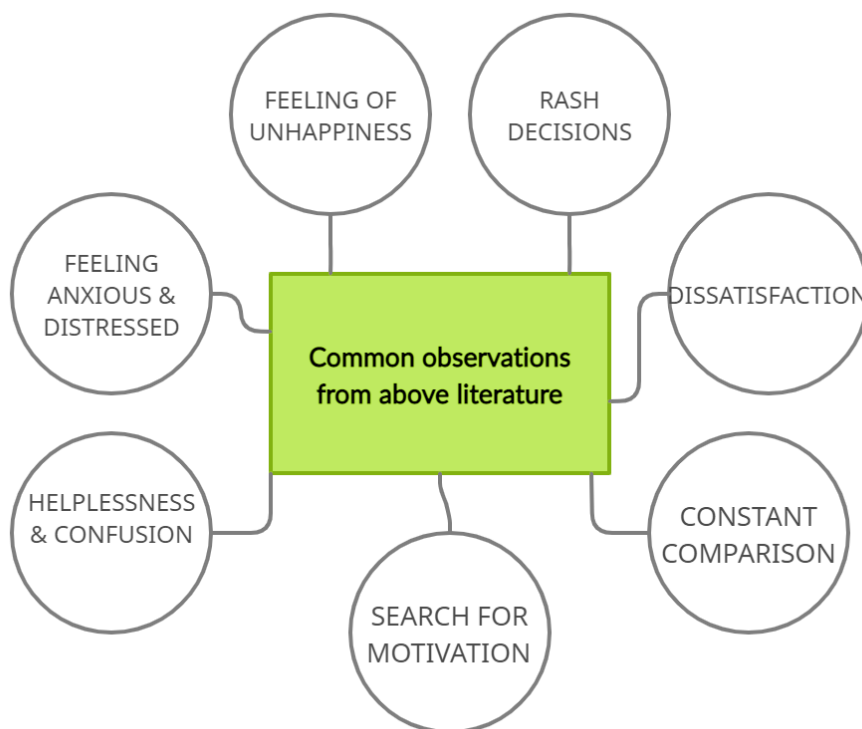 FEELING OF
UNHAPPINESS
RASH
DECISIONS
FEELING
ANXIOUS &
DISTRESSED
DISSATISFACTION
Common observations
from above literature
HELPLESSNESS
& CONFUSION
CONSTANT
COMPARISON
SEARCH FOR
MOTIVATION